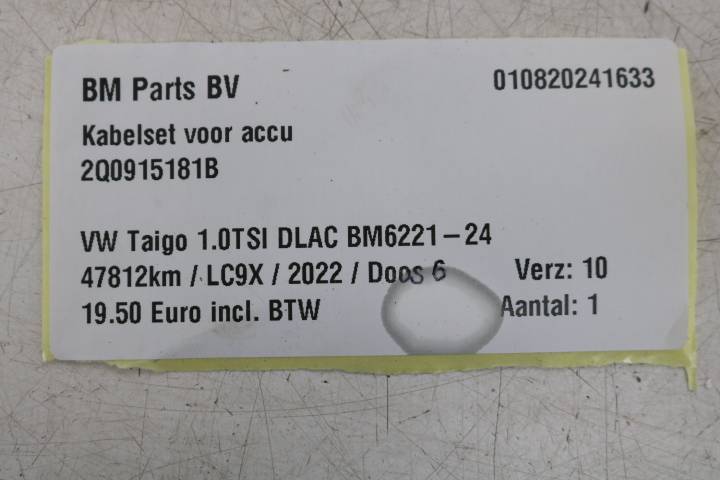 BM Parts BV 010820241633
Kabelset voor accu
2Q0915181B
VW Taigo 1.0TSI DLAC BM6221-24
47812km / LC9X / 2022 / Doos 6 Verz: 10
19.50 Euro incl. BTW Aantal: 1